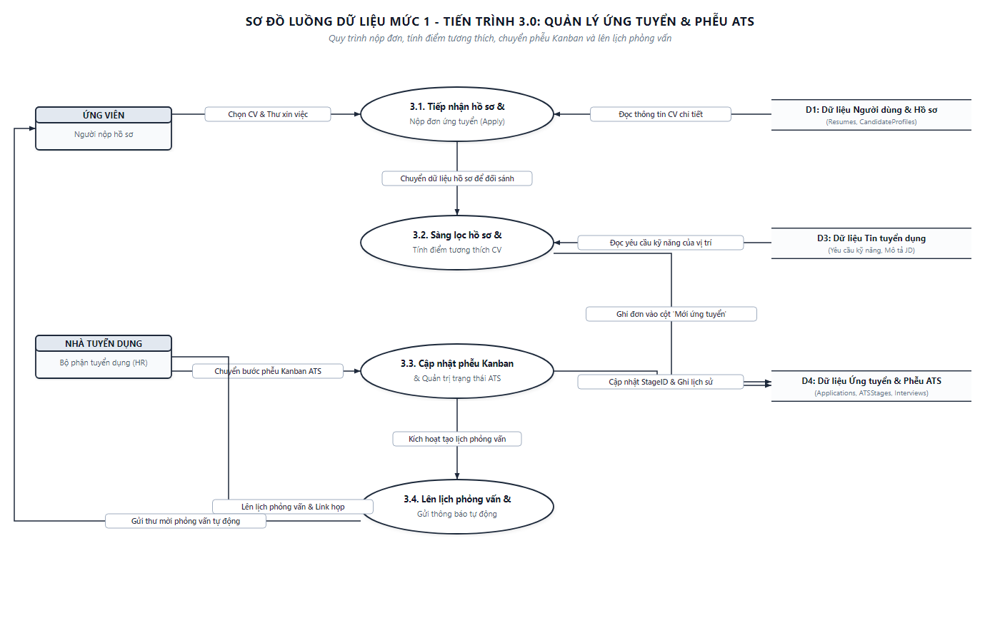 SƠ ĐỒ LUỒNG DỮ LIỆU MỨC 1 - TIẾN TRÌNH 3.0: QUẢN LÝ ỨNG TUYỂN & PHỄU ATS
Quy trình nộp đơn, tính điểm tương thích, chuyển phễu Kanban và lên lịch phỏng vấn
ỨNG VIÊN
Người nộp hồ sơ
Chọn CV & Thư xin việc
3.1. Tiếp nhận hồ sơ &
Nộp đơn ứng tuyển (Apply)
Đọc thông tin CV chi tiết
D1: Dữ liệu Người dùng & Hồ sơ
(Resumes, CandidateProfiles)
Chuyển dữ liệu hồ sơ để đối sánh
3.2. Sàng lọc hồ sơ &
Tính điểm tương thích CV
Đọc yêu cầu kỹ năng của vị trí
D3: Dữ liệu Tin tuyển dụng
(Yêu cầu kỹ năng, Mô tả JD)
Ghi đơn vào cột 'Mới ứng tuyển'
NHÀ TUYỂN DỤNG
Bộ phận tuyển dụng (HR)
Chuyển bước phễu Kanban ATS
3.3. Cập nhật phễu Kanban
& Quản trị trạng thái ATS
Cập nhật StageID & Ghi lịch sử
D4: Dữ liệu Ứng tuyển & Phễu ATS
(Applications, ATSStages, Interviews)
Kích hoạt tạo lịch phỏng vấn
Lên lịch phỏng vấn & Link họp
3.4. Lên lịch phỏng vấn &
Gửi thông báo tự động
Gửi thư mời phỏng vấn tự động